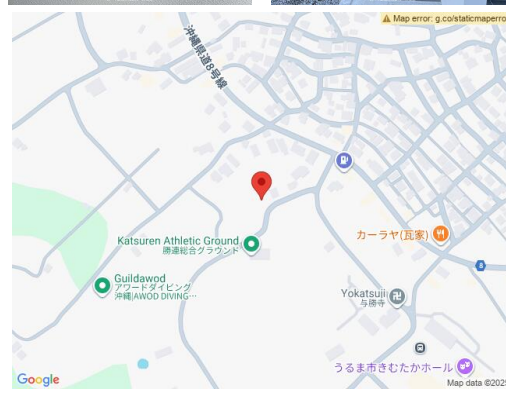 Map error: g.co/staticmaperro
沖縄県道8号線
カーラヤ(瓦家)
Katsuren Athletic Ground
勝連総合グラウンド
8
Guildawod
アワードダイビング
沖縄|AWOD DIVING…
Yokatsuji
与勝寺
うるま市きむたかホール
Google
Map data ©2025